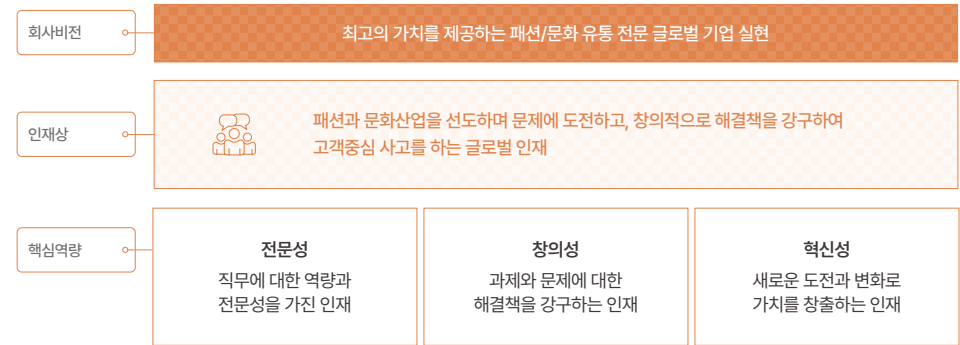 회사비전
최고의 가치를 제공하는 패션/문화 유통 전문 글로벌 기업 실현
인재상
패션과 문화산업을 선도하며 문제에 도전하고, 창의적으로 해결책을 강구하여
고객중심 사고를 하는 글로벌 인재
핵심역량
전문성
직무에 대한 역량과
전문성을 가진 인재
창의성
과제와 문제에 대한
해결책을 강구하는 인재
혁신성
새로운 도전과 변화로
가치를 창출하는 인재